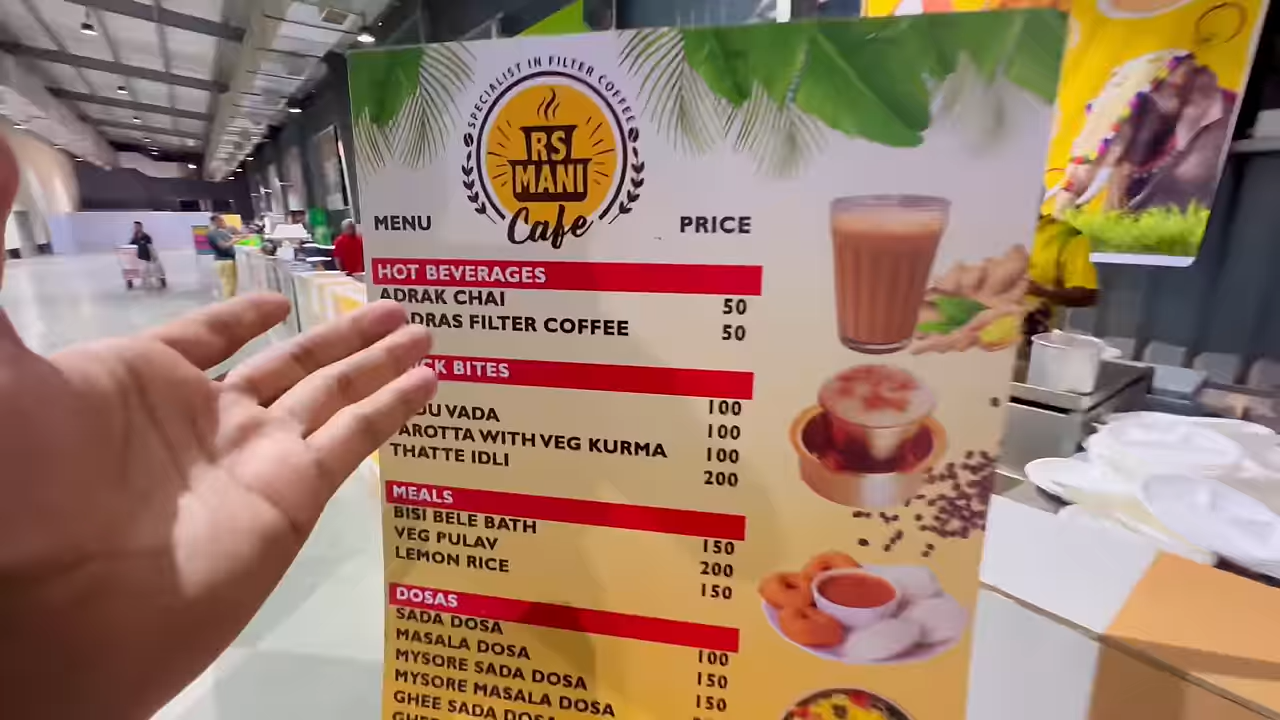 SPECIALIST IN FILTER COFFEE
RS
MANI
Cafe
MENU PRICE
HOT BEVERAGES
ADRAK CHAI 50
FILTER COFFEE 50
BITES
100
VADA 100
WITH VEG KURMA 100
THATTE IDLI 200
MEALS
BISI BELE BATH 150
VEG PULAV 200
LEMON RICE 150
DOSAS
SADA DOSA 100
MASALA DOSA 150
MYSORE SADA DOSA 150
MYSORE MASALA DOSA
GHEE SADA DOSA